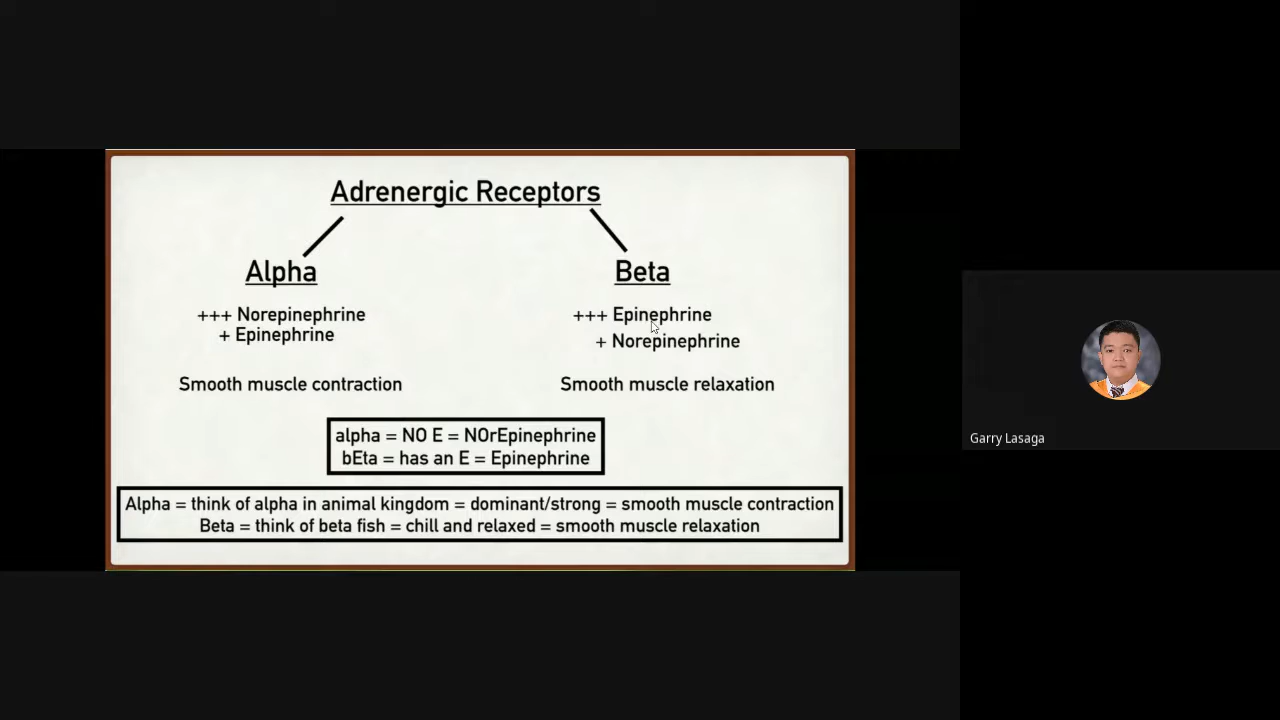 Adrenergic Receptors
Alpha
+++ Norepinephrine
+ Epinephrine
Smooth muscle contraction
Beta
+++ Epinephrine
+ Norepinephrine
Smooth muscle relaxation
alpha = NO E = NOrEpinephrine
bEta = has an E = Epinephrine
Alpha = think of alpha in animal kingdom = dominant/strong = smooth muscle contraction
Beta = think of beta fish = chill and relaxed = smooth muscle relaxation
Garry Lasaga